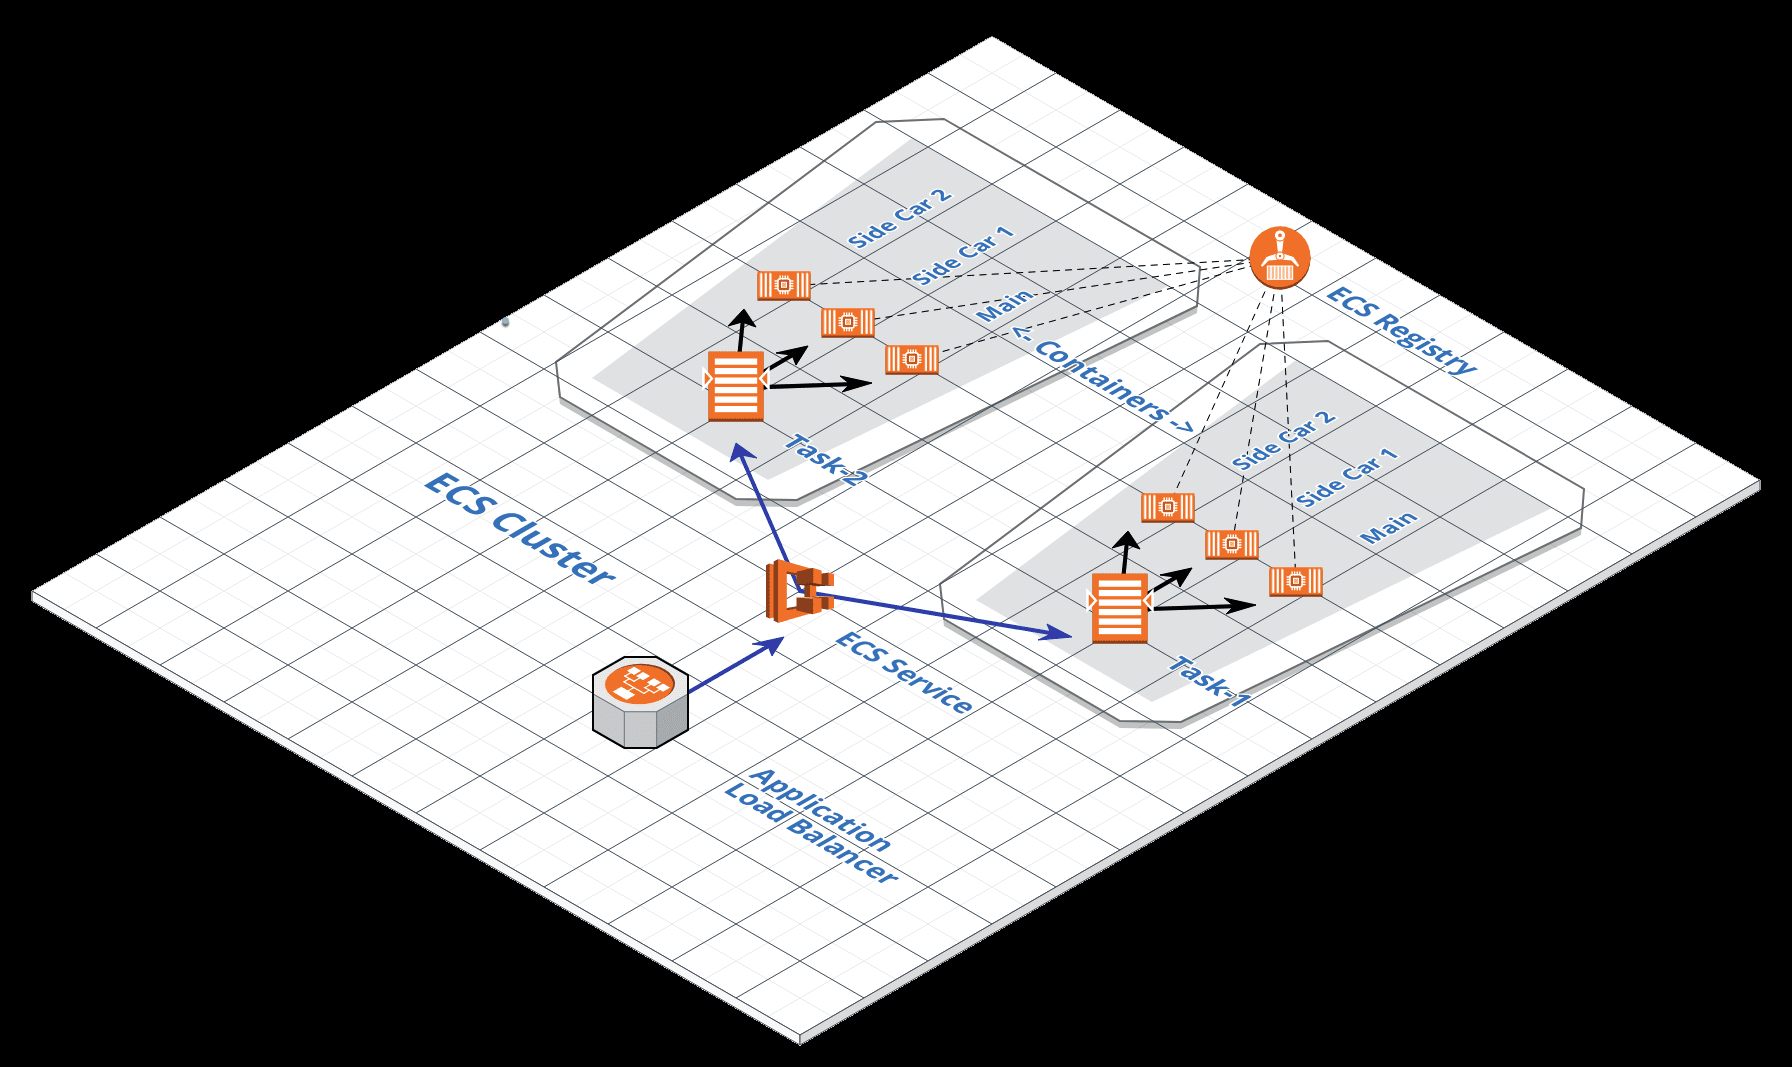 Side Car 2
Side Car 1
Main
<- Containers ->
ECS Registry
Task-2
Side Car 2
Side Car 1
Main
Task-1
ECS Cluster
ECS Service
Application
Load Balancer